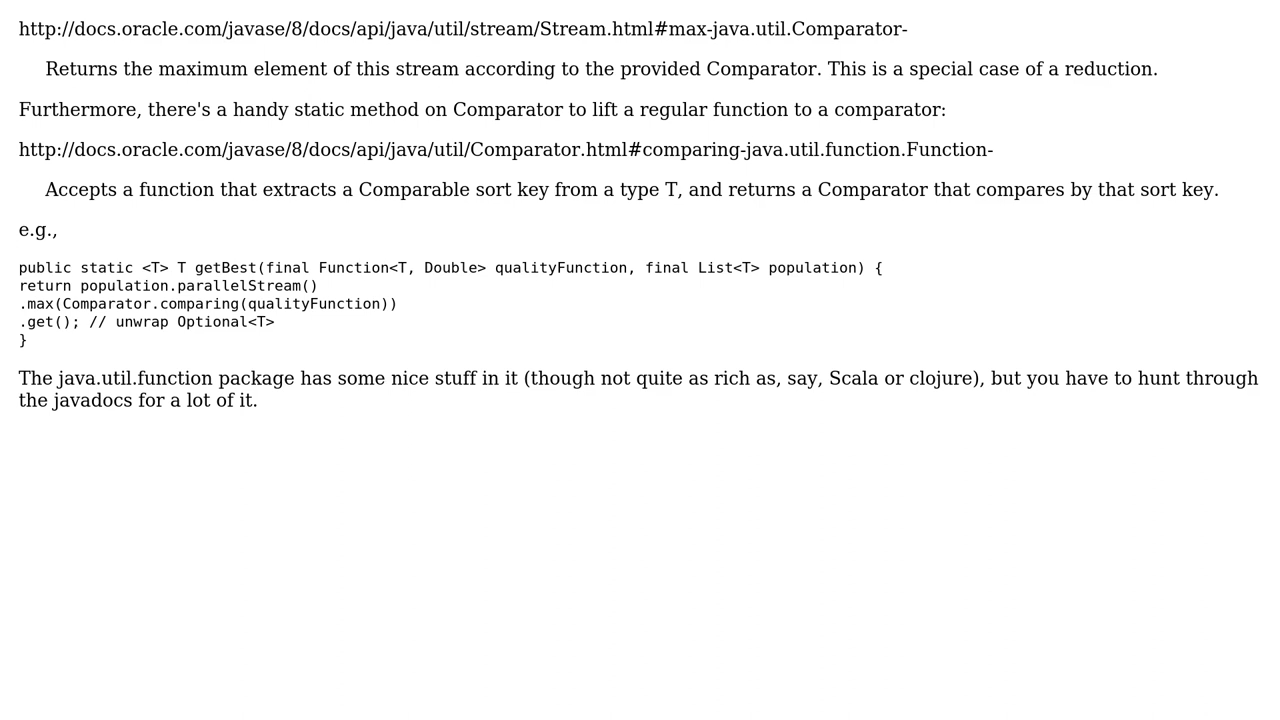 http://docs.oracle.com/javase/8/docs/api/java/util/stream/Stream.html#max-java.util.Comparator-
Returns the maximum element of this stream according to the provided Comparator. This is a special case of a reduction.
Furthermore, there's a handy static method on Comparator to lift a regular function to a comparator:
http://docs.oracle.com/javase/8/docs/api/java/util/Comparator.html#comparing-java.util.function.Function-
Accepts a function that extracts a Comparable sort key from a type T, and returns a Comparator that compares by that sort key.
e.g.,
public static <T> T getBest(final Function<T, Double> qualityFunction, final List<T> population) {
return population.parallelStream()
.max(Comparator.comparing(qualityFunction))
.get(); // unwrap Optional<T>
}
The java.util.function package has some nice stuff in it (though not quite as rich as, say, Scala or clojure), but you have to hunt through
the javadocs for a lot of it.